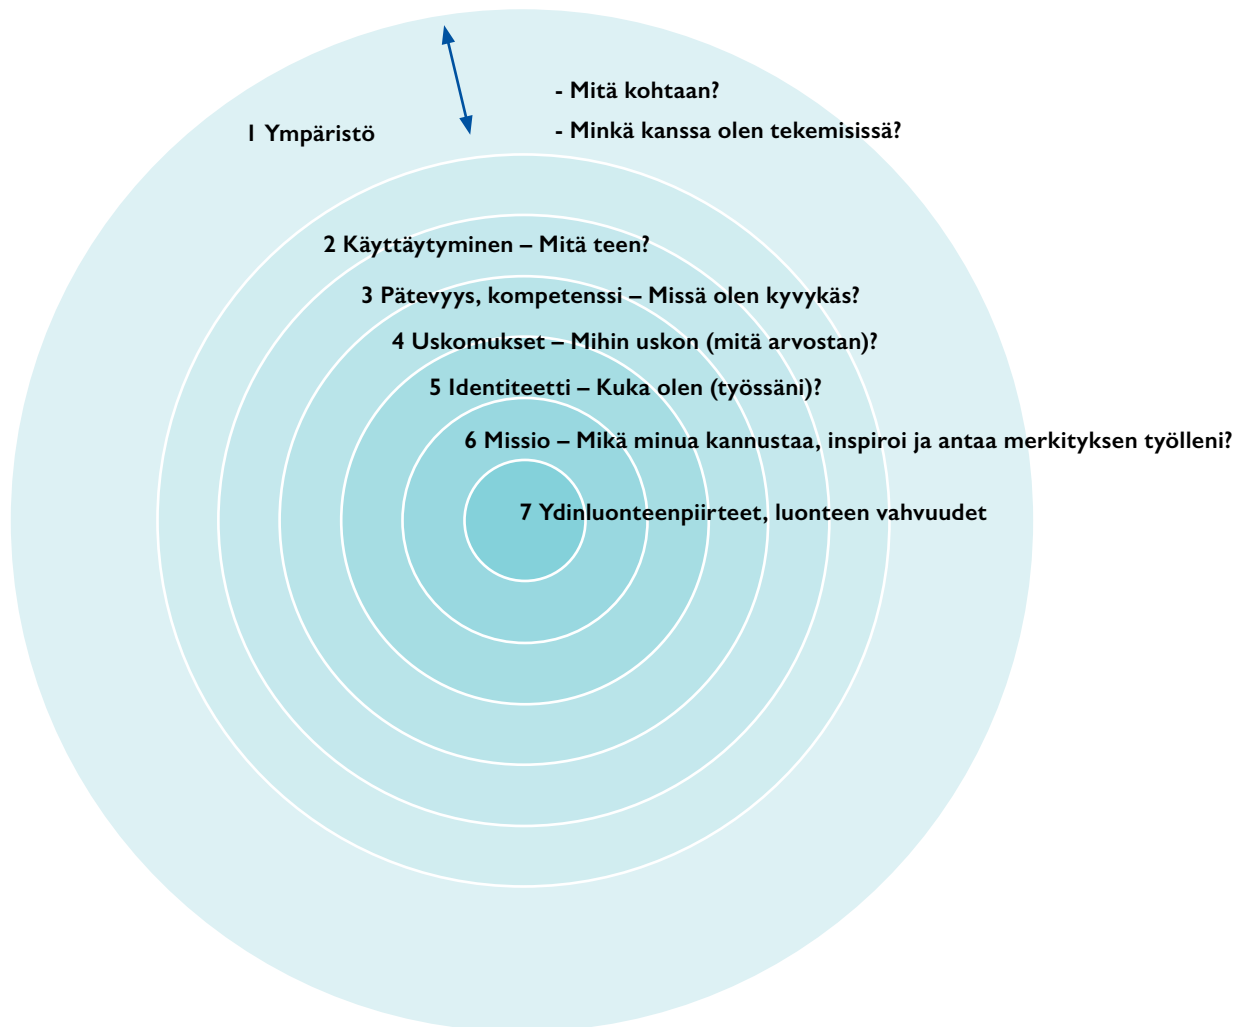 - Mitä kohtaan?
1 Ympäristö
- Minkä kanssa olen tekemisissä?
2 Käyttäytyminen – Mitä teen?
3 Pätevyys, kompetenssi – Missä olen kyvykäs?
4 Uskomukset – Mihin uskon (mitä arvostan)?
5 Identiteetti – Kuka olen (työssäni)?
6 Missio – Mikä minua kannustaa, inspiroi ja antaa merkityksen työlleni?
7 Ydinluonteenpiirteet, luonteen vahvuudet